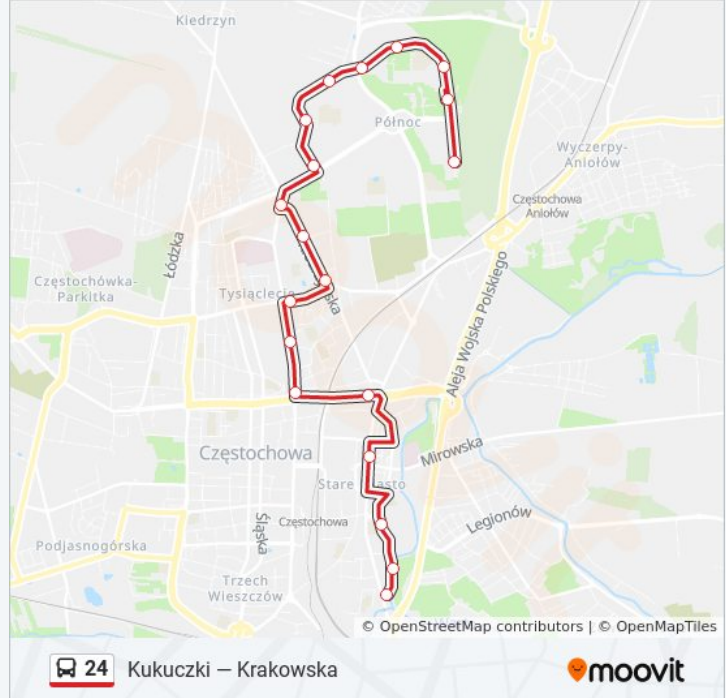 Kiedrzyn
Północ
Wyczerpy-
Aniołów
Częstochowa
Aniołów
Łódzka
Częstochówka-
Parkitka
Tysiąclecie
ska
Aleja Wojska Polskiego
Częstochowa
Mirowska
Stare Miasto
Legionów
Śląska
Częstochowa
Podjasnogórska
Trzech
Wieszczów
© OpenStreetMap contributors | © OpenMapTiles
24 Kukuczki — Krakowska
moovit